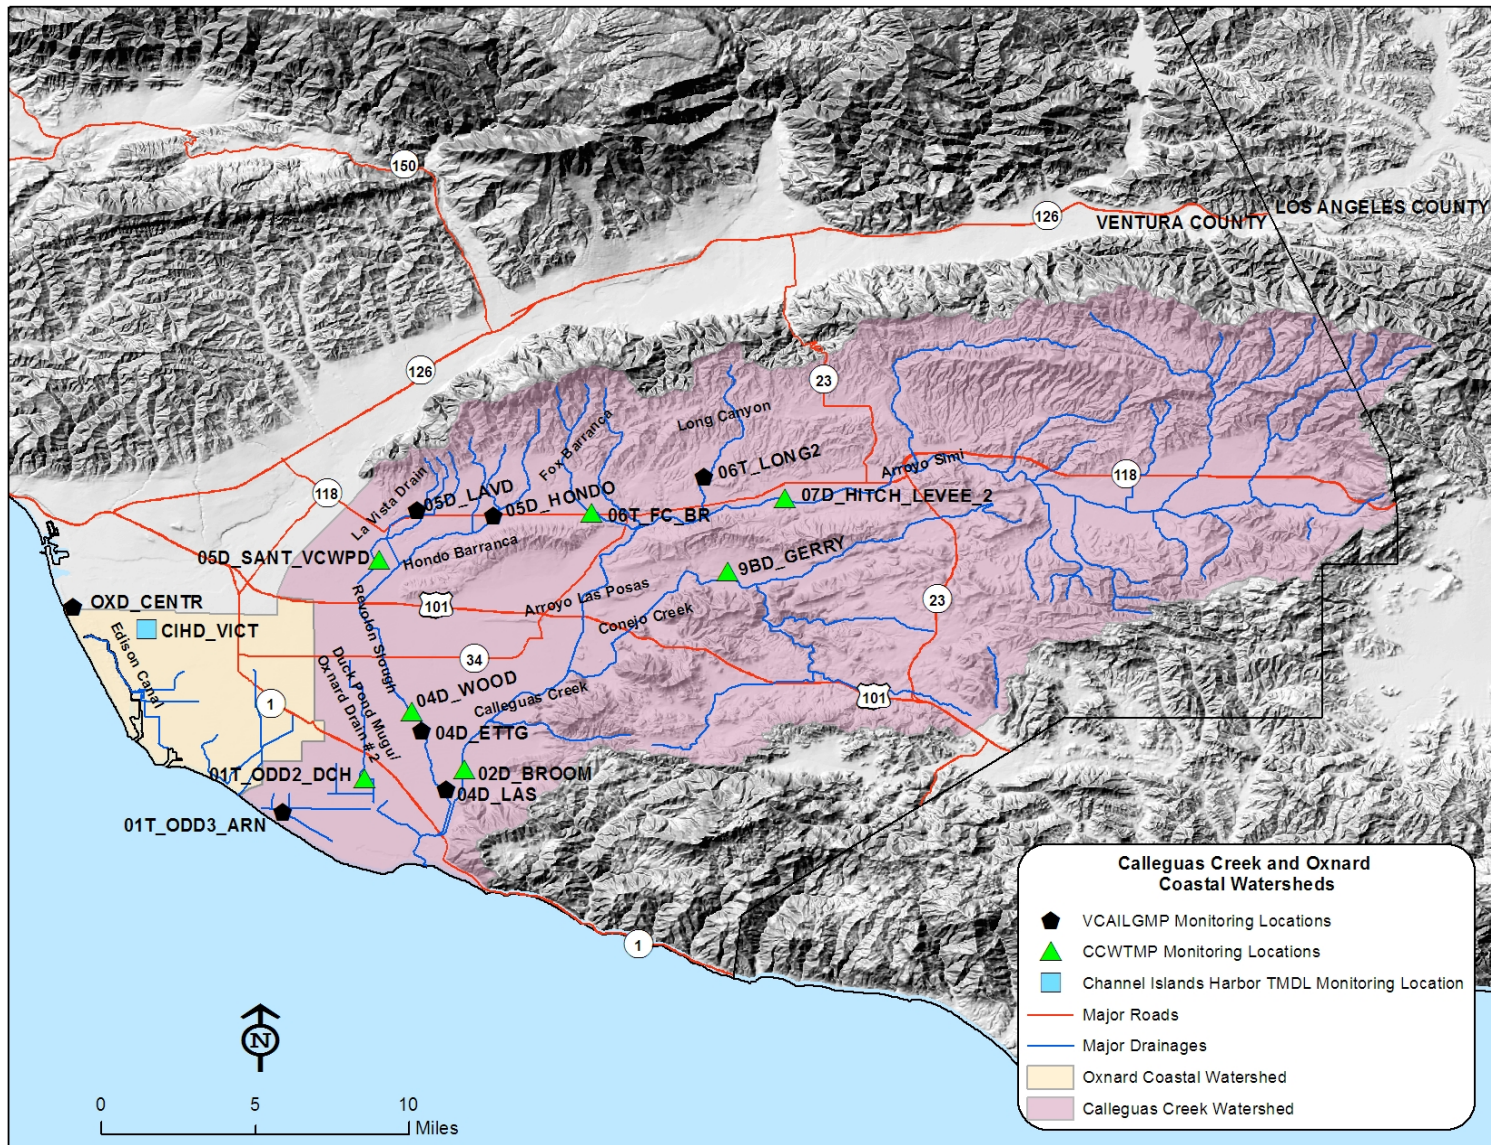 150
126
LOS ANGELES COUNTY
VENTURA COUNTY
126
23
Long Canyon
Fox Barranca
06T_LONG2
Arroyo Simi
118
La Vista Drain
118
05D_LAVD
05D_HONDO
06T_FC_BR
07D_HITCH_LEVEE_2
05D_SANT_VCWPD
Hondo Barranca
9BD_GERRY
OXD_CENTR
101
Arroyo Las Posas
23
CIHD_VICT
Conejo Creek
Edison Canal
Revolon Slough
34
Duck Pond Mugu/
Oxnard Drain #2
1
04D_WOOD
Calleguas Creek
101
04D_ETTG
01T_ODD2_DCH
02D_BROOM
04D_LAS
01T_ODD3_ARN
1
Calleguas Creek and Oxnard
Coastal Watersheds
VCAILGMP Monitoring Locations
CCWTMP Monitoring Locations
Channel Islands Harbor TMDL Monitoring Location
Major Roads
Major Drainages
Oxnard Coastal Watershed
Calleguas Creek Watershed
N
0 5 10
Miles